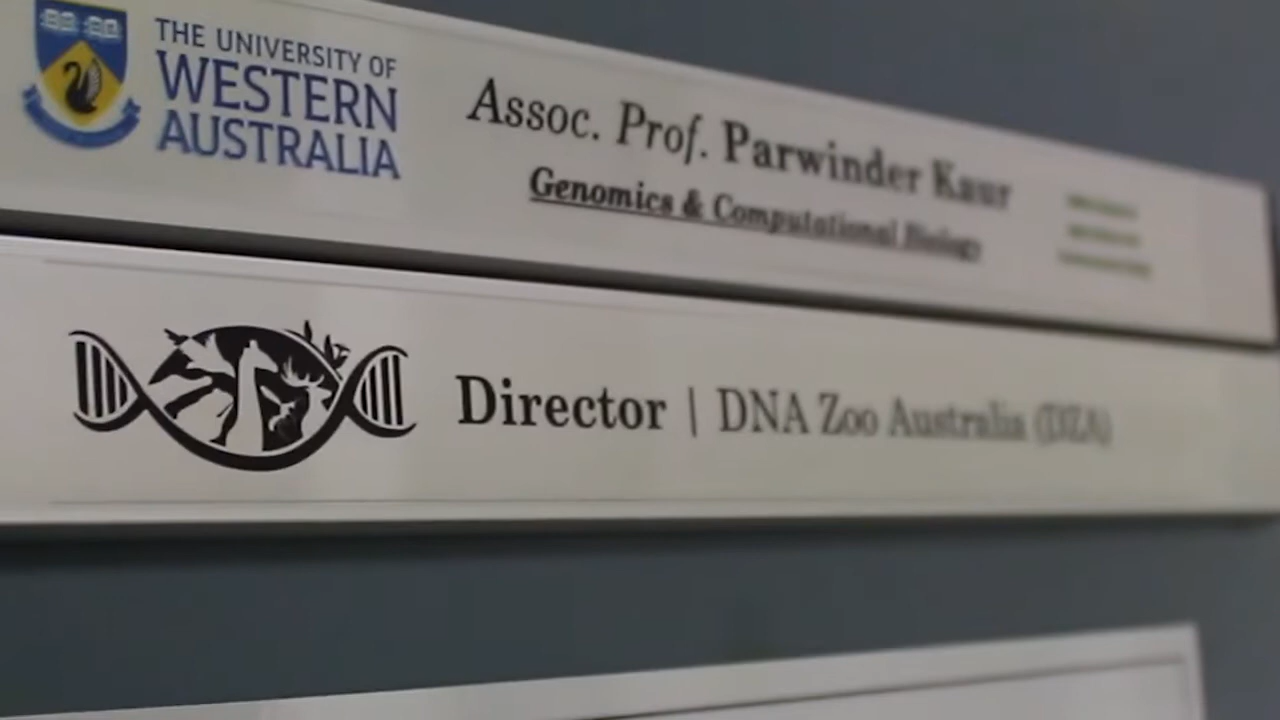 THE UNIVERSITY OF
WESTERN
AUSTRALIA
Assoc. Prof. Parwinder Kaur
Genomics & Computational Biology
Director | DNA Zoo Australia (DZA)